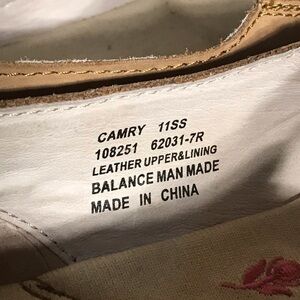 CAMRY 11SS
108251 62031-7R
LEATHER UPPER&LINING
BALANCE MAN MADE
MADE IN CHINA